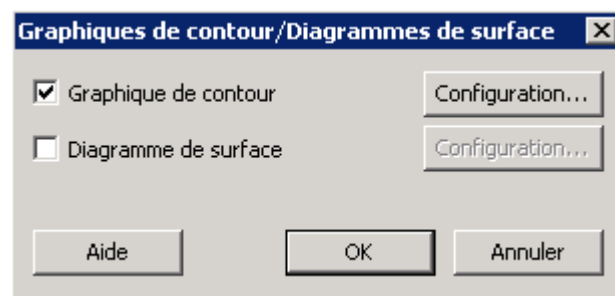 Graphiques de contour/Diagrammes de surface
Graphique de contour
Configuration...
Diagramme de surface
Configuration...
Aide
OK
Annuler